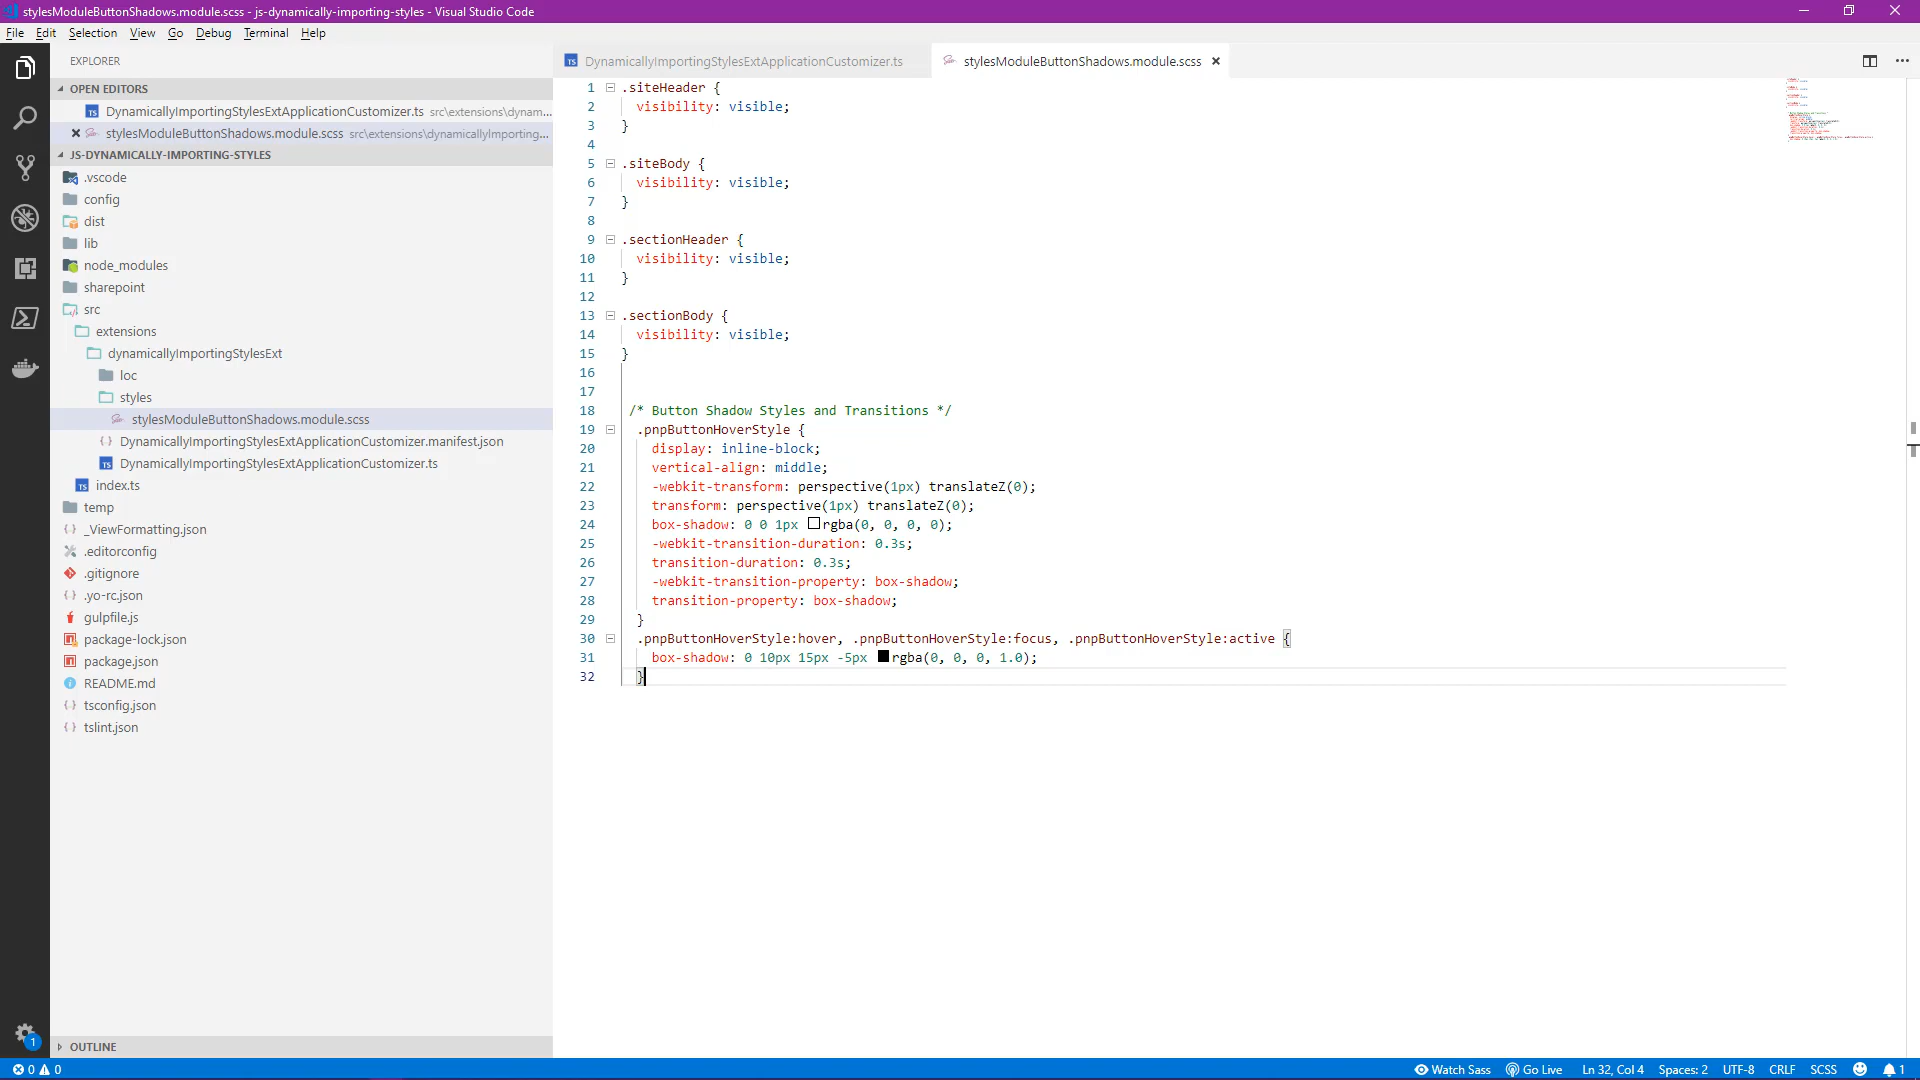 stylesModuleButtonShadows.module.scss - js-dynamically-importing-styles - Visual Studio Code
File Edit Selection View Go Debug Terminal Help
EXPLORER
OPEN EDITORS
TS DynamicallyImportingStylesExtApplicationCustomizer.ts src\extensions\dynam...
stylesModuleButtonShadows.module.scss src\extensions\dynamicallyImporting...
JS-DYNAMICALLY-IMPORTING-STYLES
.vscode
config
dist
lib
node_modules
sharepoint
src
extensions
dynamicallyImportingStylesExt
loc
styles
stylesModuleButtonShadows.module.scss
DynamicallyImportingStylesExtApplicationCustomizer.manifest.json
TS DynamicallyImportingStylesExtApplicationCustomizer.ts
TS index.ts
temp
_ViewFormatting.json
.editorconfig
.gitignore
.yo-rc.json
gulpfile.js
package-lock.json
package.json
README.md
tsconfig.json
tslint.json
OUTLINE
1
TS DynamicallyImportingStylesExtApplicationCustomizer.ts
stylesModuleButtonShadows.module.scss
1 .siteHeader {
2 visibility: visible;
3 }
4
5 .siteBody {
6 visibility: visible;
7 }
8
9 .sectionHeader {
10 visibility: visible;
11 }
12
13 .sectionBody {
14 visibility: visible;
15 }
16
17
18 /* Button Shadow Styles and Transitions */
19 .pnpButtonHoverStyle {
20 display: inline-block;
21 vertical-align: middle;
22 -webkit-transform: perspective(1px) translateZ(0);
23 transform: perspective(1px) translateZ(0);
24 box-shadow: 0 0 1px rgba(0, 0, 0, 0);
25 -webkit-transition-duration: 0.3s;
26 transition-duration: 0.3s;
27 -webkit-transition-property: box-shadow;
28 transition-property: box-shadow;
29 }
30 .pnpButtonHoverStyle:hover, .pnpButtonHoverStyle:focus, .pnpButtonHoverStyle:active {
31 box-shadow: 0 10px 15px -5px rgba(0, 0, 0, 1.0);
32 }
0 0 Watch Sass Go Live Ln 32, Col 4 Spaces: 2 UTF-8 CRLF SCSS 1